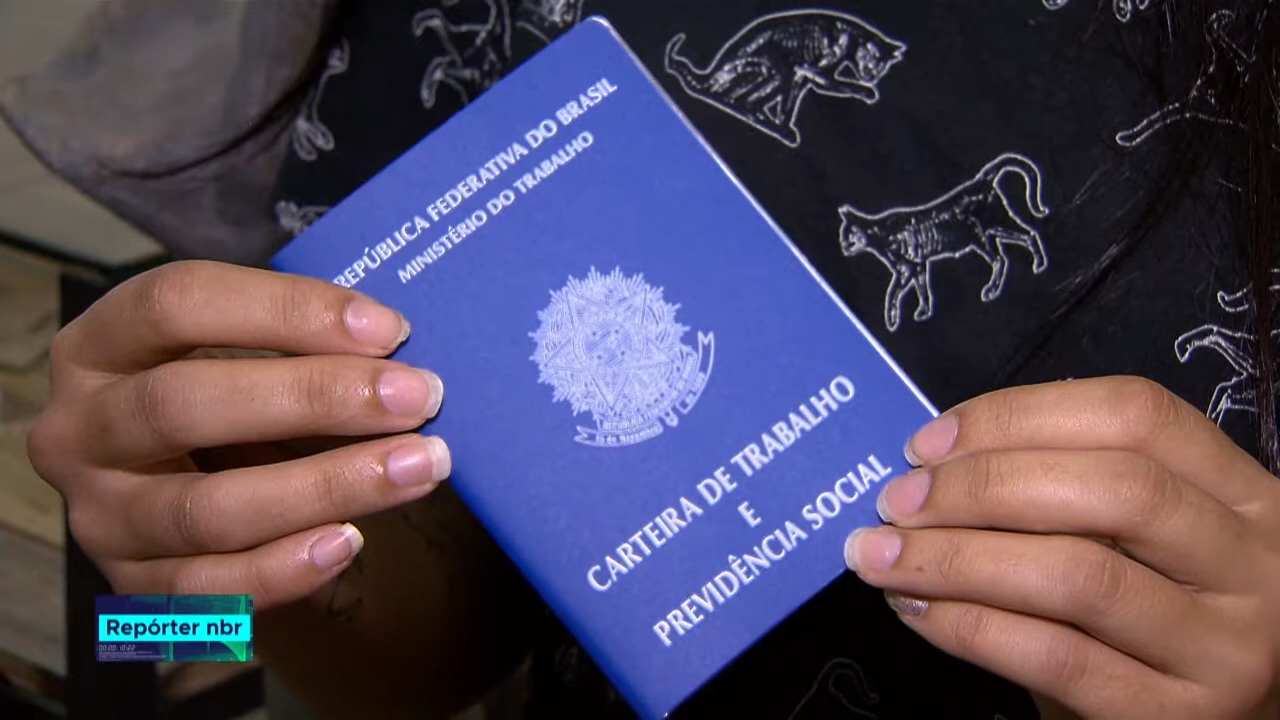 REPÚBLICA FEDERATIVA DO BRASIL
MINISTÉRIO DO TRABALHO
CARTEIRA DE TRABALHO
E
PREVIDÊNCIA SOCIAL
Repórter nbr